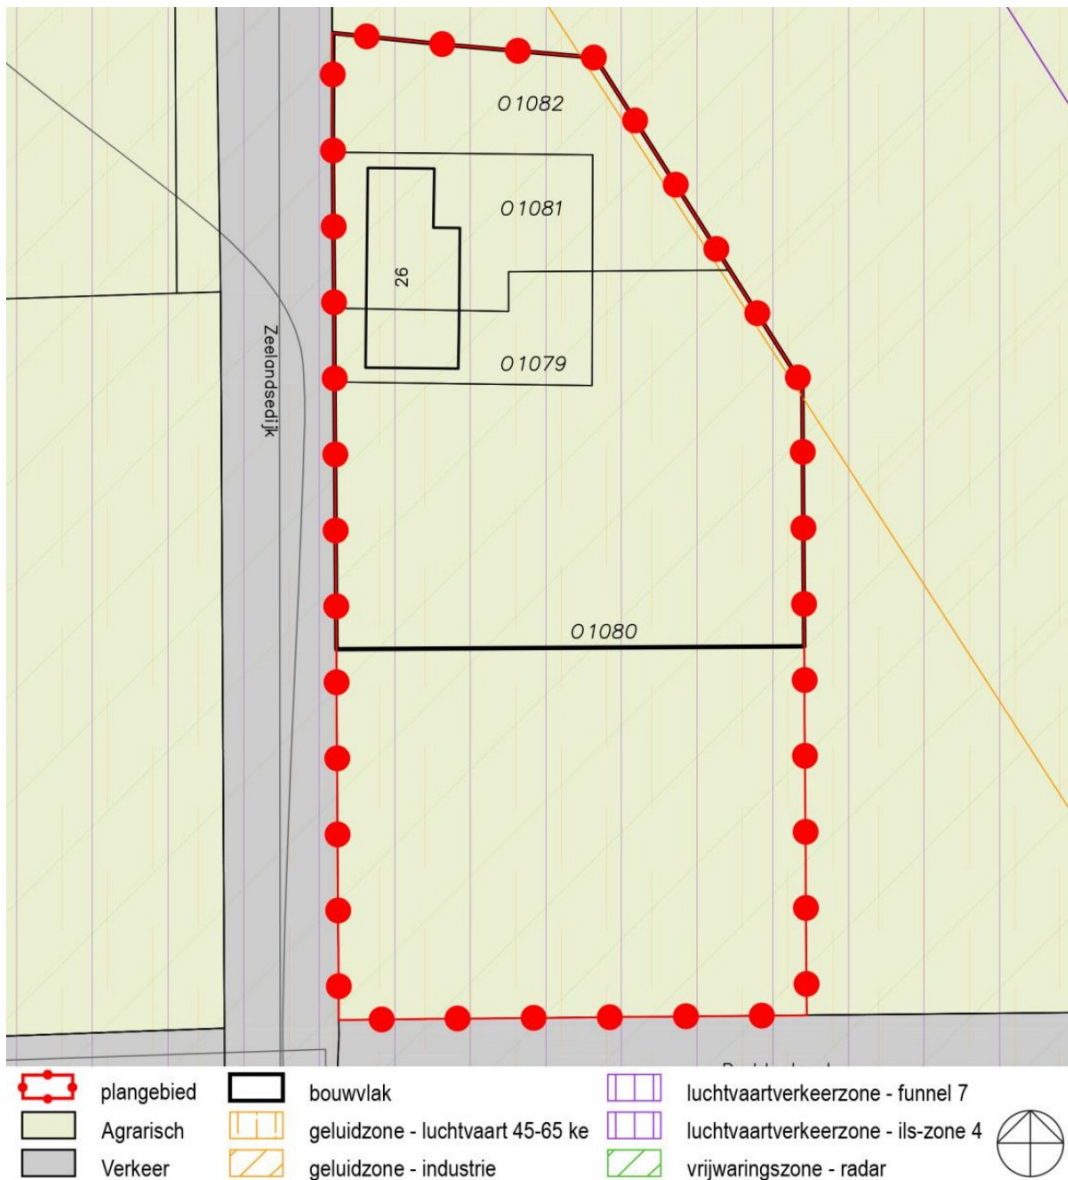 O1082
O1081
26
O1079
Zeelandsedijk
O1080
plangebied
bouwvlak
luchtvaartverkeerzone - funnel 7
Agrarisch
geluidzone - luchtvaart 45-65 ke
luchtvaartverkeerzone - ils-zone 4
Verkeer
geluidzone - industrie
vrijwaringszone - radar